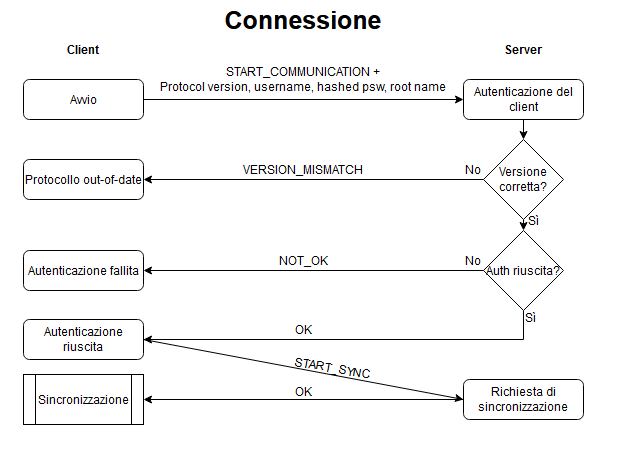 Connessione
Client
Server
START_COMMUNICATION +
Protocol version, username, hashed psw, root name
Avvio
Autenticazione del
client
Protocollo out-of-date
VERSION_MISMATCH
No
Versione
corretta?
Sì
Autenticazione fallita
NOT_OK
No
Auth riuscita?
Sì
Autenticazione
riuscita
OK
START_SYNC
Sincronizzazione
OK
Richiesta di
sincronizzazione